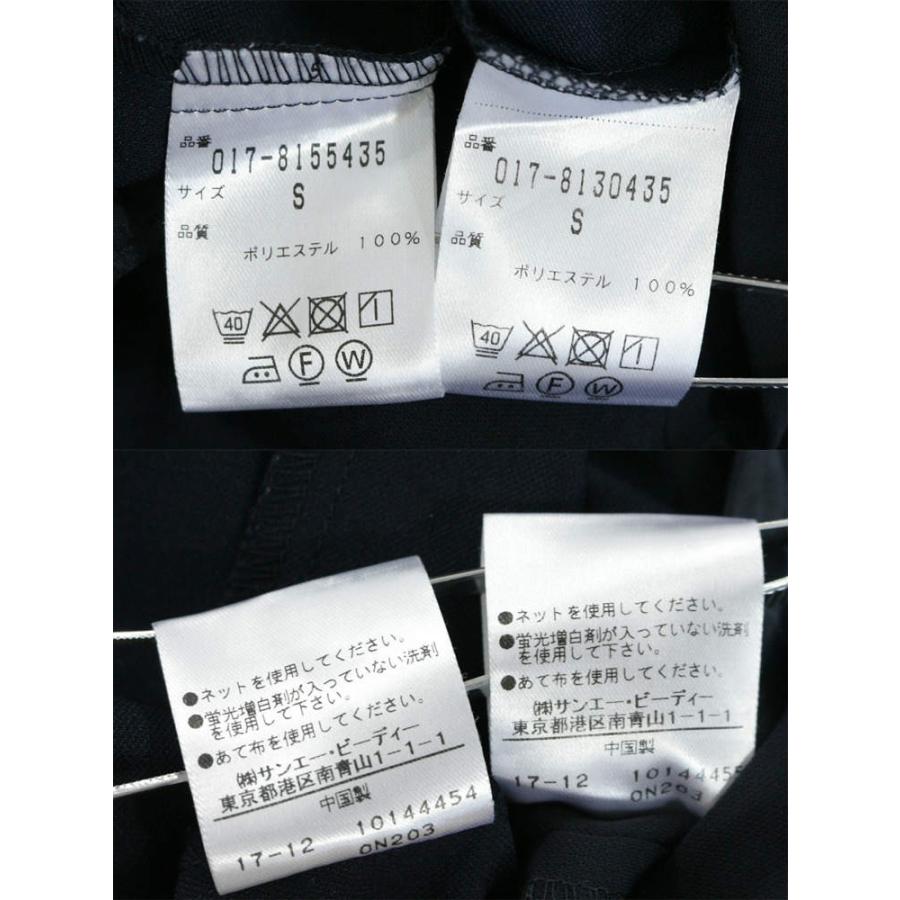 品番
017-8155435
サイズ
S
品質
ポリエステル 100%
40
F W
品番
017-8130435
サイズ
S
品質
ポリエステル 100%
40
F W
●ネットを使用してください。
●蛍光増白剤が入っていない洗剤
●を使用して下さい。
●あて布を使用してください。
㈱サンエー・ビーディー
東京都港区南青山1-1-1
中国製
17-12 10144454
0N203
●ネットを使用してください。
●蛍光増白剤が入っていない洗剤
●を使用して下さい。
●あて布を使用してください。
㈱サンエー・ビーディー
東京都港区南青山1-1-1
中国製
17-12 10144455
0N203